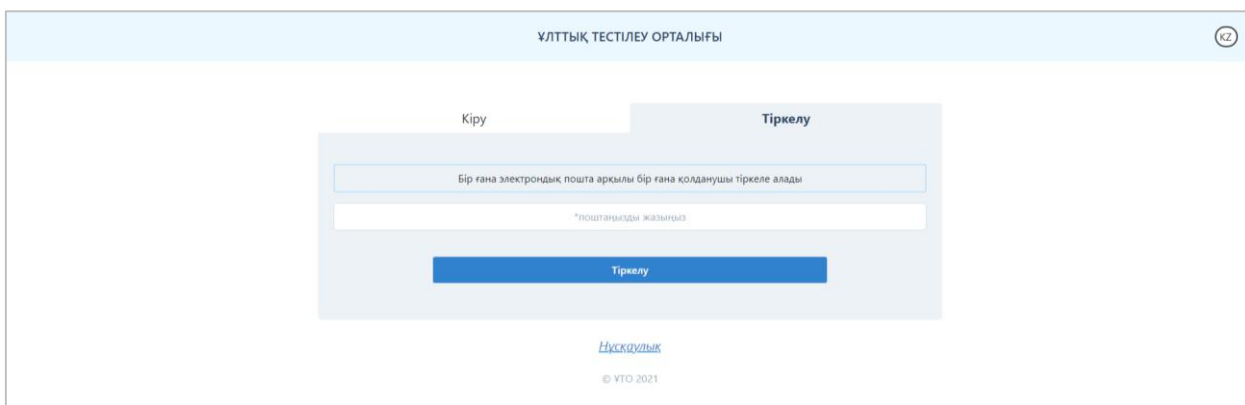 ҰЛТТЫҚ ТЕСТІЛЕУ ОРТАЛЫҒЫ
KZ
Кіру
Тіркелу
Бір ғана электрондық пошта арқылы бір ғана қолданушы тіркеле алады
*поштаңызды жазыңыз
Тіркелу
Нұсқаулық
© ҰТО 2021